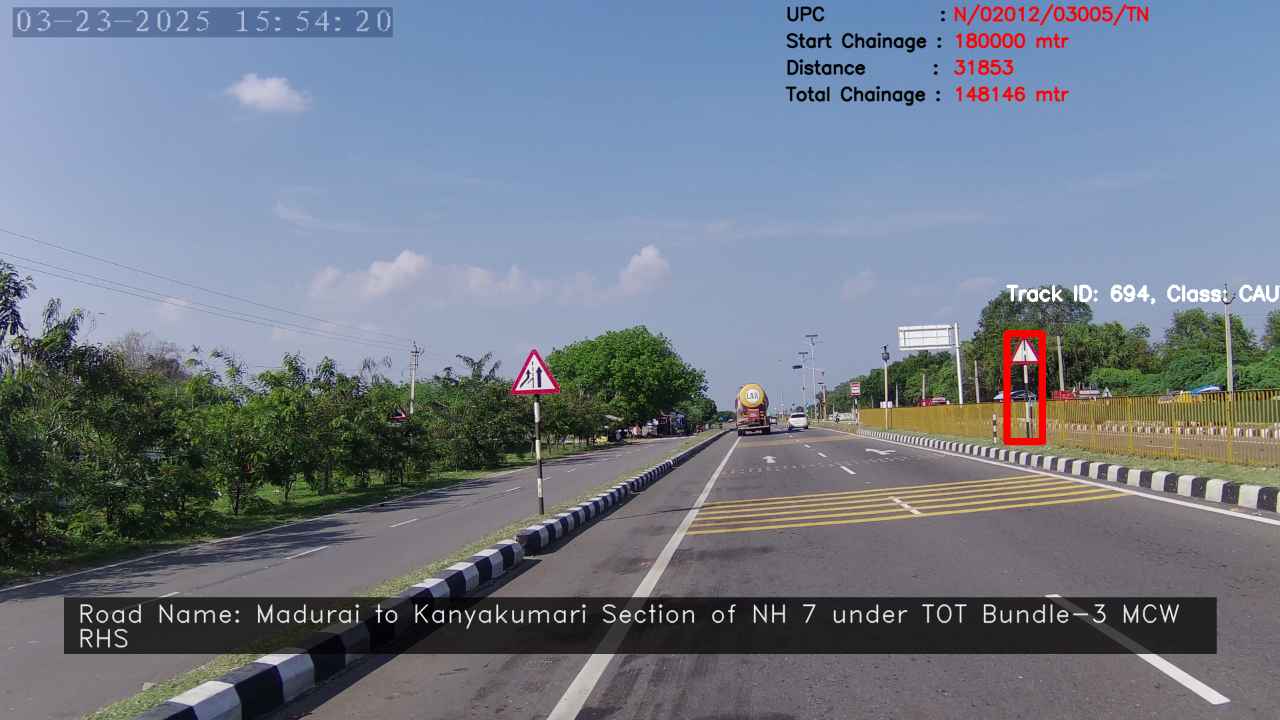 03-23-2025 15:54:20
UPC : N/02012/03005/TN
Start Chainage : 180000 mtr
Distance : 31853
Total Chainage : 148146 mtr
Track ID: 694, Class: CAU
Road Name: Madurai to Kanyakumari Section of NH 7 under TOT Bundle-3 MCW
RHS